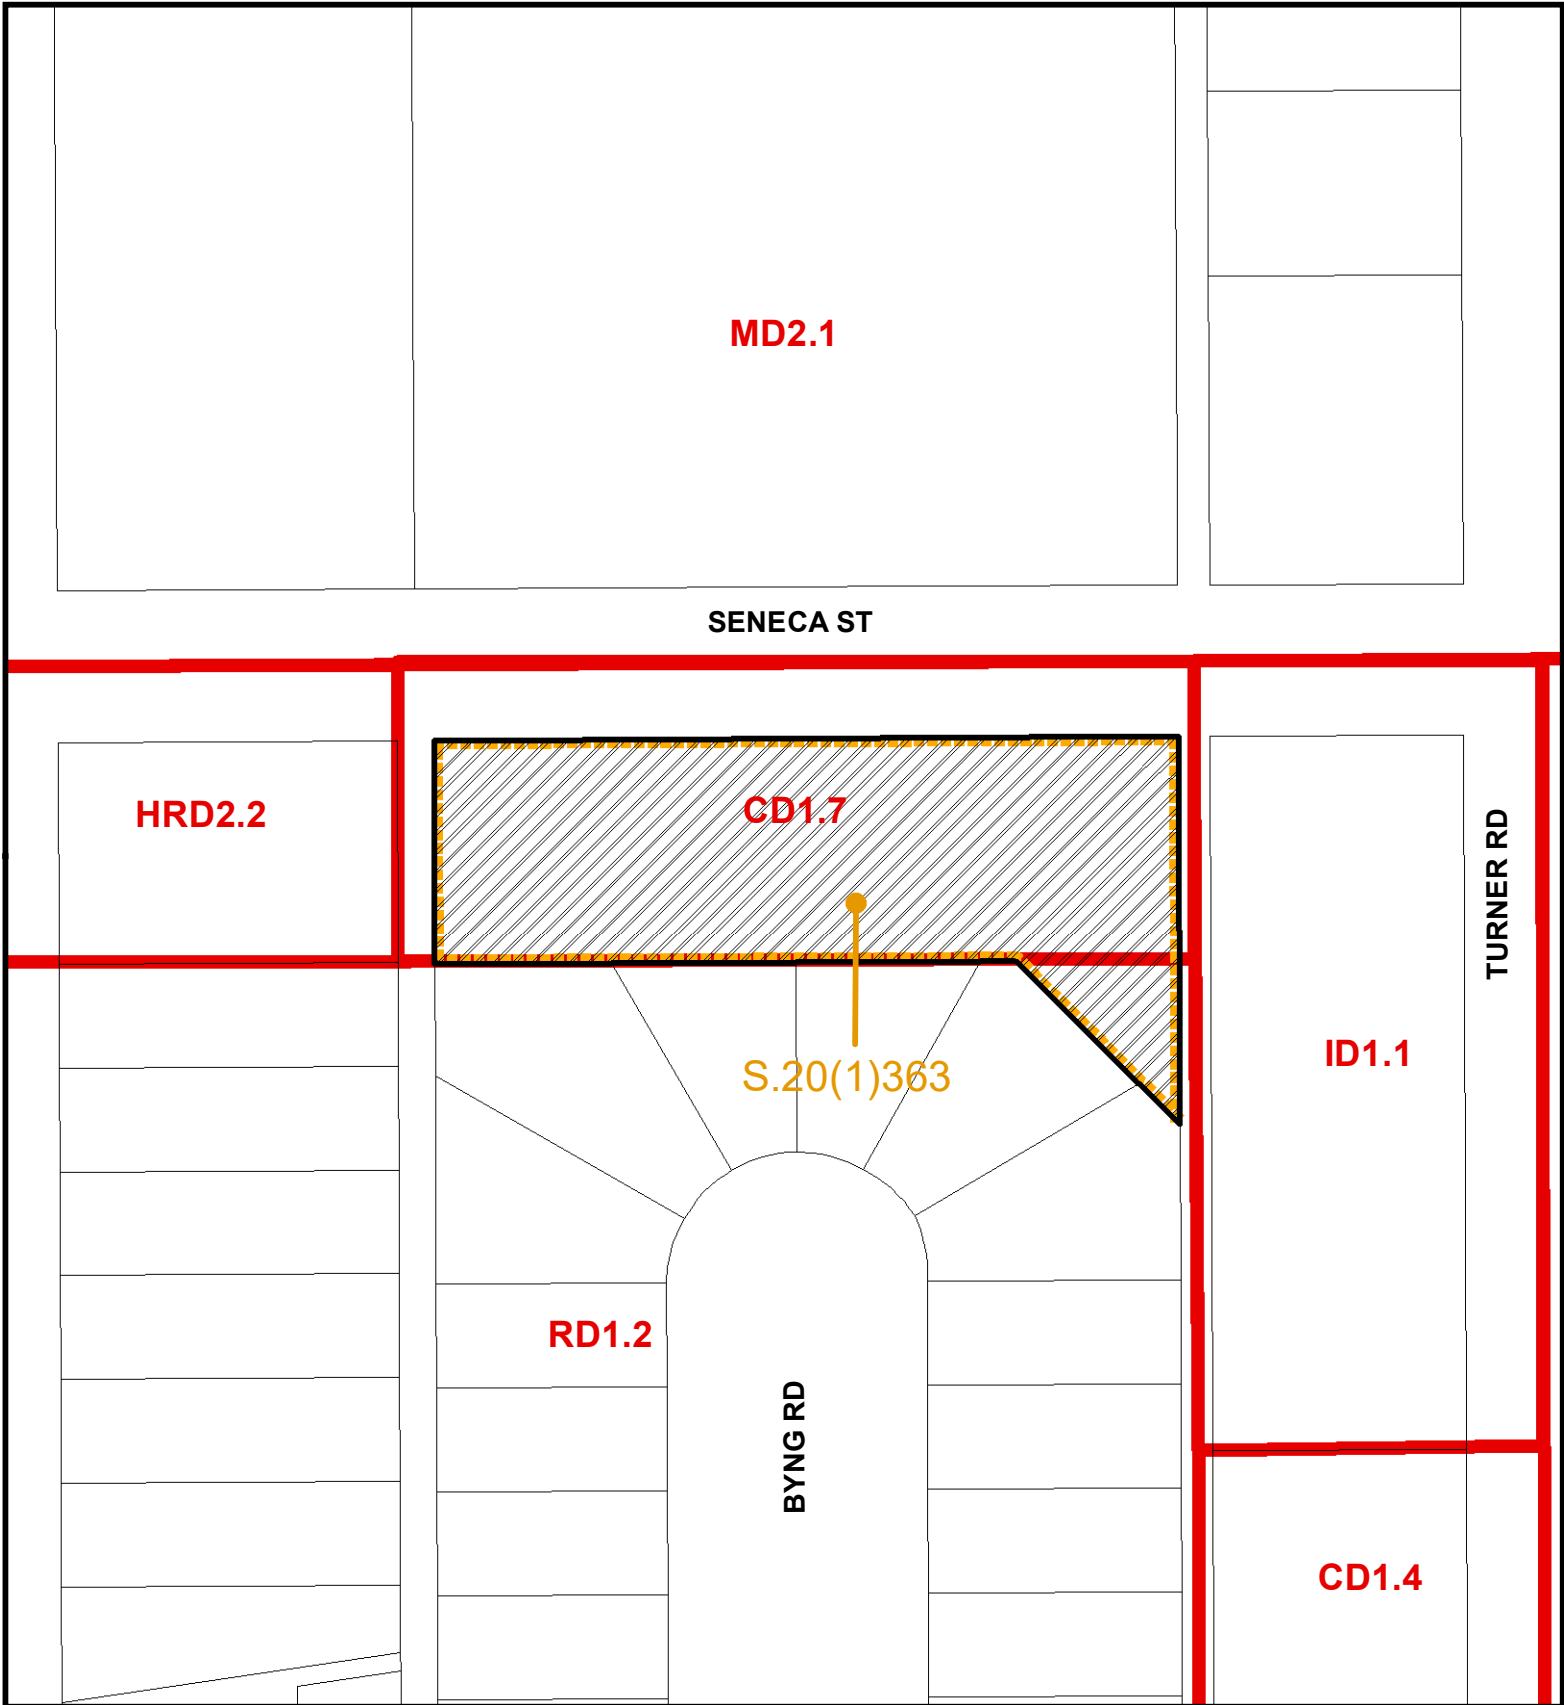 MD2.1
SENECA ST
HRD2.2
CD1.7
TURNER RD
S.20(1)363
ID1.1
RD1.2
BYNG RD
CD1.4